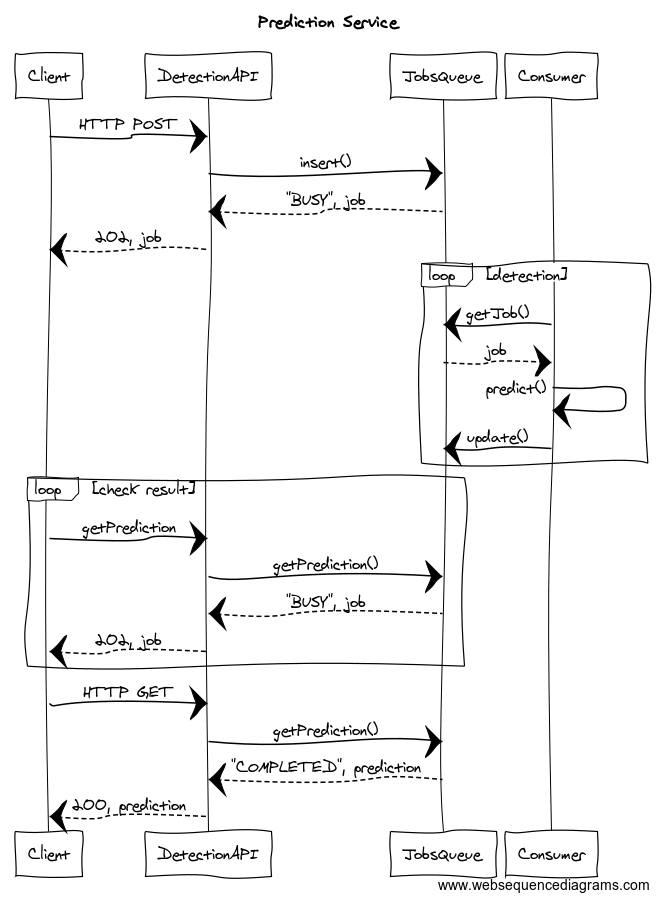 Prediction Service
Client DetectionAPI JobsQueue Consumer
HTTP POST
insert()
"BUSY", job
202, job
loop [detection]
getJob()
job
predict()
update()
loop [check result]
getPrediction
getPrediction()
"BUSY", job
202, job
HTTP GET
getPrediction()
"COMPLETED", prediction
200, prediction
Client DetectionAPI JobsQueue Consumer
www.websequencediagrams.com